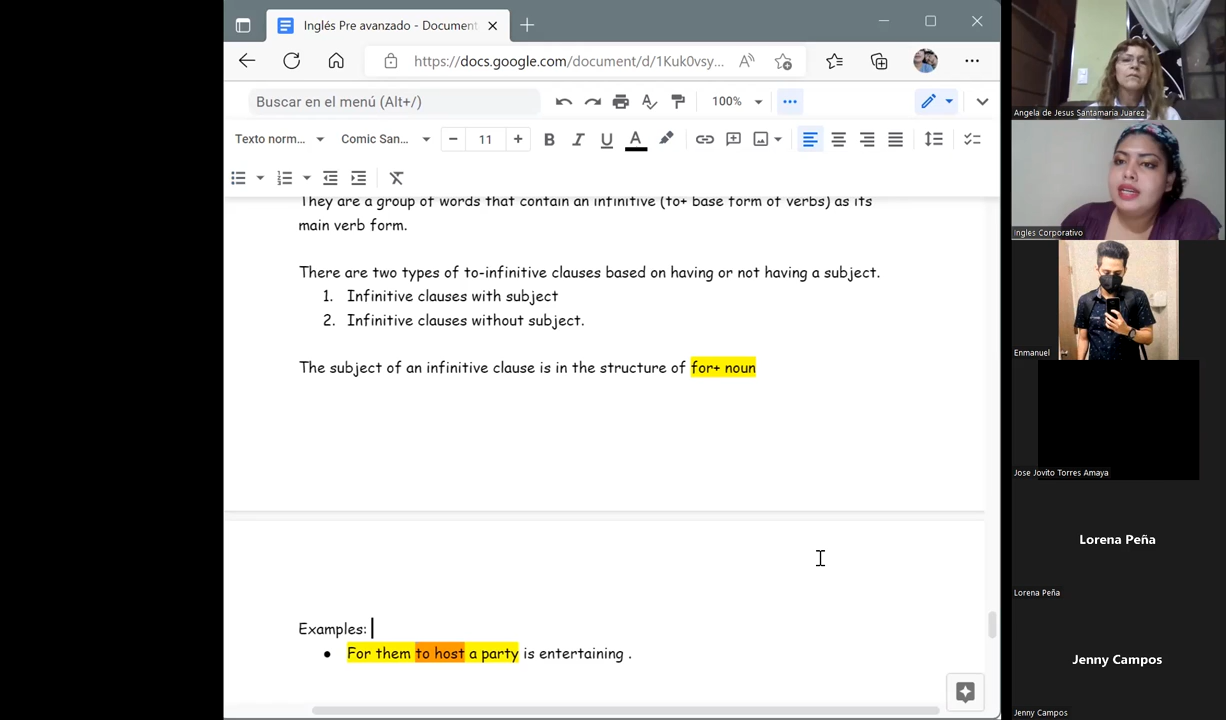 Inglés Pre avanzado - Document
https://docs.google.com/document/d/1Kuk0vsy...
Buscar en el menú (Alt+/)
100%
Texto norm...
Comic San...
11
They are a group of words that contain an infinitive (to+ base form of verbs) as its
main verb form.
There are two types of to-infinitive clauses based on having or not having a subject.
1. Infinitive clauses with subject
2. Infinitive clauses without subject.
The subject of an infinitive clause is in the structure of for+ noun
Examples:
● For them to host a party is entertaining .
Angela de Jesus Santamaria Juarez
Ingles Corporativo
Enmanuel
Jose Jovito Torres Amaya
Lorena Peña
Lorena Peña
Jenny Campos
Jenny Campos